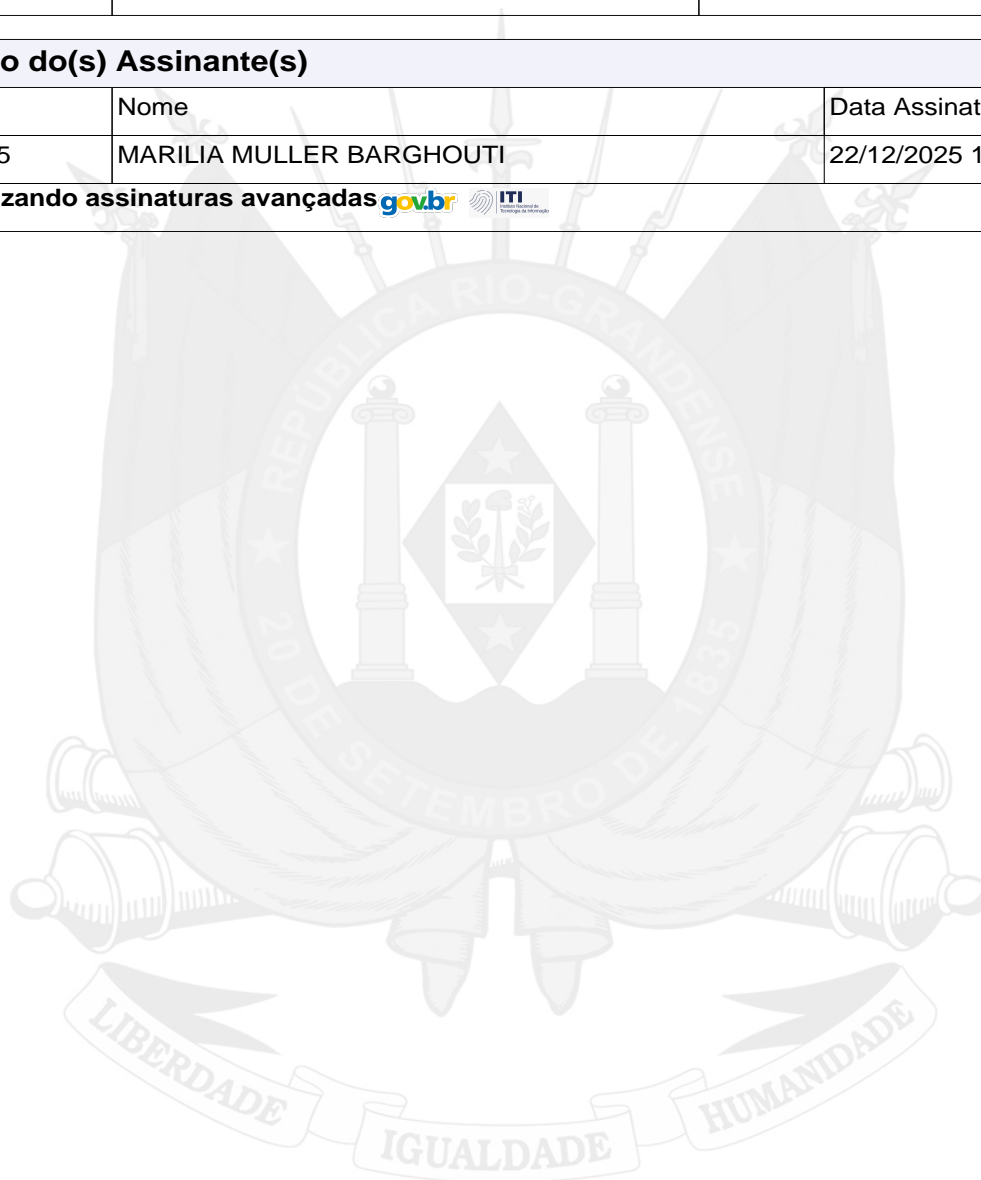 o do(s) Assinante(s)
Nome Data Assinat
5 MARILIA MULLER BARGHOUTI 22/12/2025 1
zando assinaturas avançadas gov.br ITI
REPÚBLICA RIO-GRANDENSE
20 DE SETEMBRO DE 1835
LIBERDADE IGUALDADE HUMANIDADE